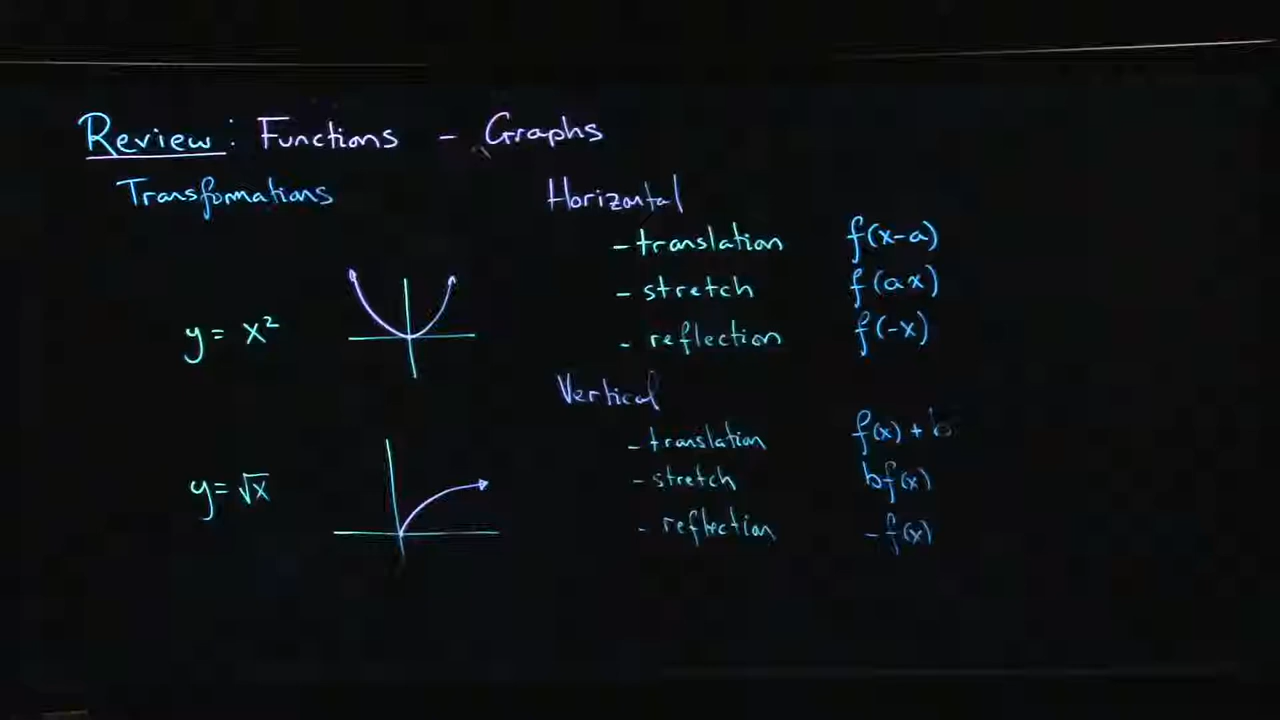 Review: Functions - Graphs
Transformations
y = x²
y = √x
Horizontal
- translation f(x-a)
- stretch f(ax)
- reflection f(-x)
Vertical
- translation f(x) + b
- stretch bf(x)
- reflection -f(x)